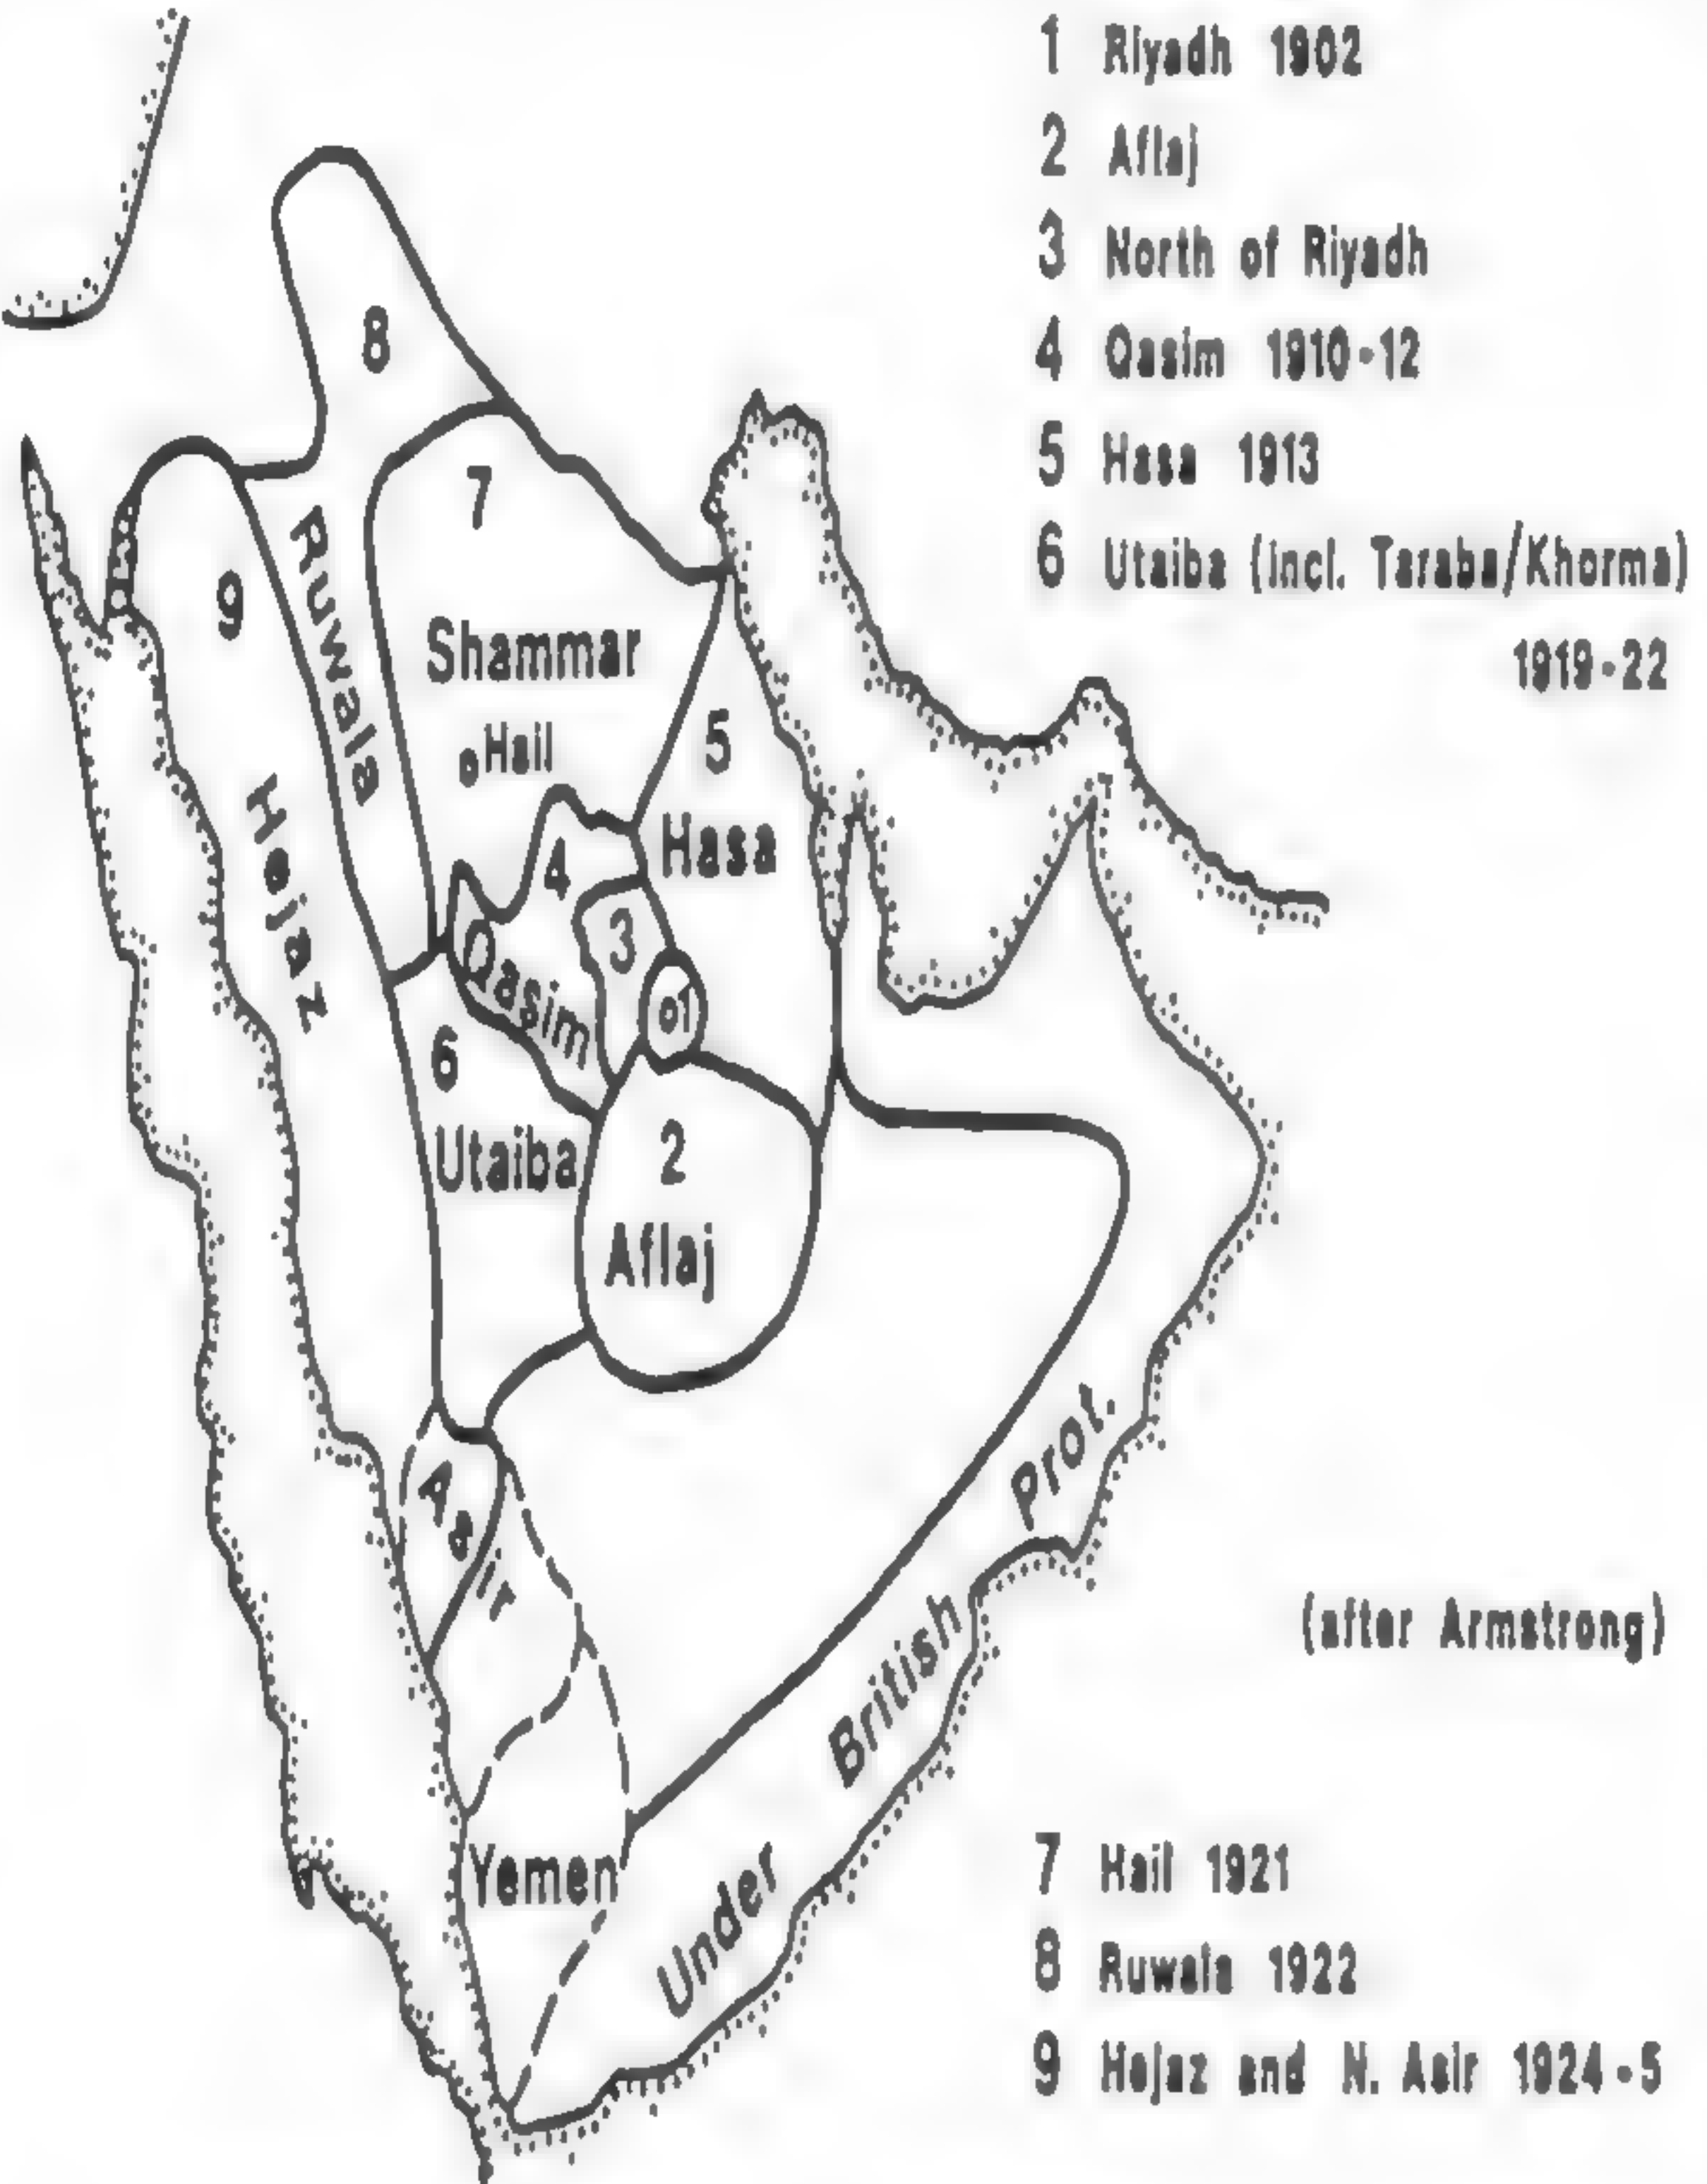 1 Riyadh 1902
2 Aflaj
3 North of Riyadh
4 Qasim 1910-12
5 Hasa 1913
6 Utaiba (incl. Taraba/Khorma)
1919-22
8
7
9
Ruwala
Shammar
Hail
5
Hasa
Hejaz
4
3
Qasim
1
6
Utaiba
2
Aflaj
Asir
Yemen
Under British Prot.
(after Armstrong)
7 Hail 1921
8 Ruwala 1922
9 Hejaz and N. Asir 1924-5